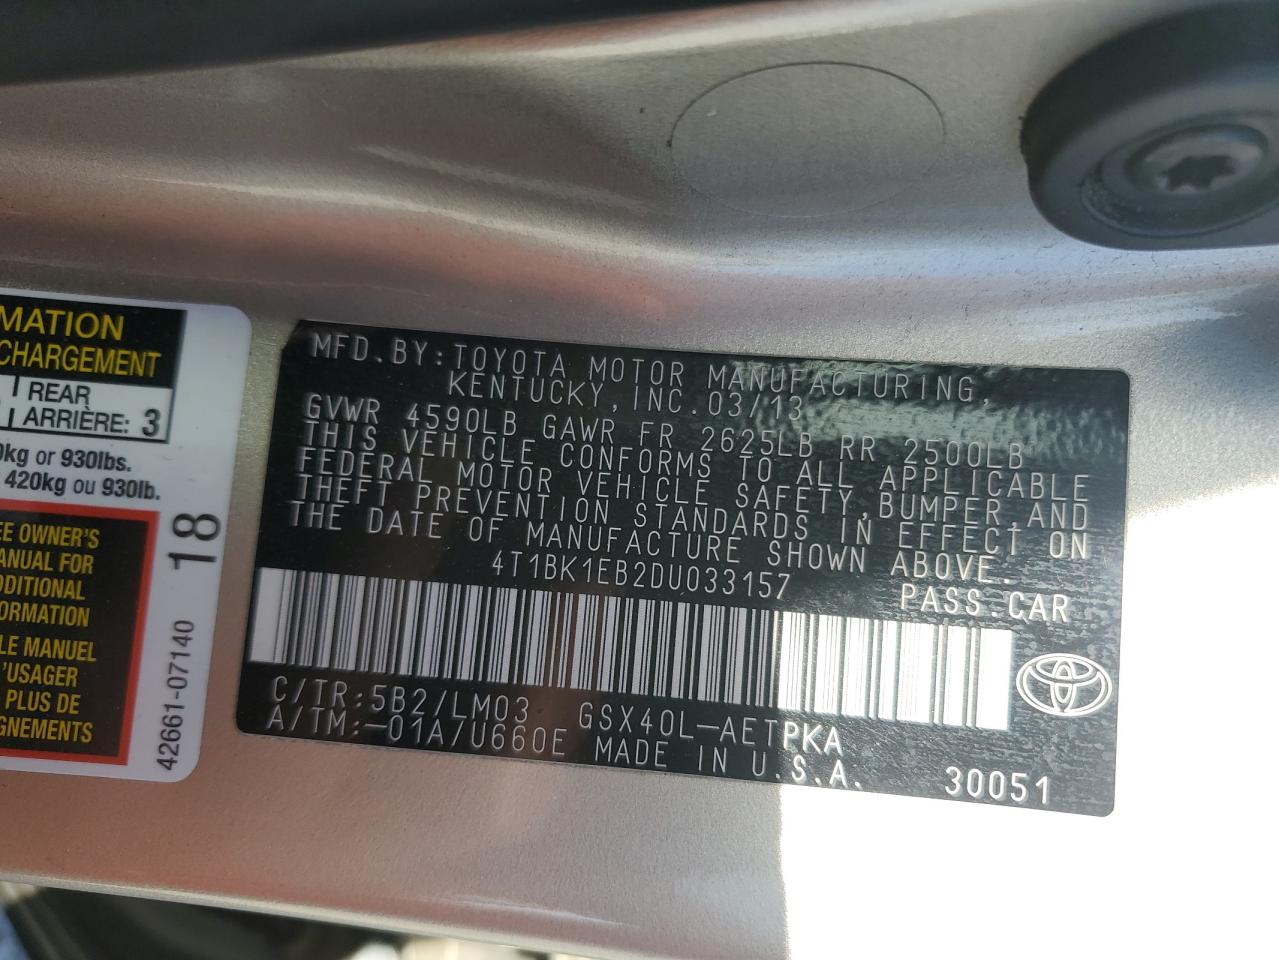 MATION
CHARGEMENT
REAR
ARRIÈRE: 3
kg or 930lbs.
420kg ou 930lb.
EE OWNER'S
ANUAL FOR
DDITIONAL
FORMATION
LE MANUEL
'USAGER
PLUS DE
GNEMENTS
18
42661-07140
MFD.BY:TOYOTA MOTOR MANUFACTURING,
KENTUCKY,INC.03/13
GVWR 4590LB GAWR FR 2625LB RR 2500LB
THIS VEHICLE CONFORMS TO ALL APPLICABLE
FEDERAL MOTOR VEHICLE SAFETY,BUMPER,AND
THEFT PREVENTION STANDARDS IN EFFECT ON
THE DATE OF MANUFACTURE SHOWN ABOVE.
4T1BK1EB2DU033157 PASS.CAR
C/TR:5B2/LM03 GSX40L-AETPKA
A/TM:-01A/U660E MADE IN U.S.A. 30051